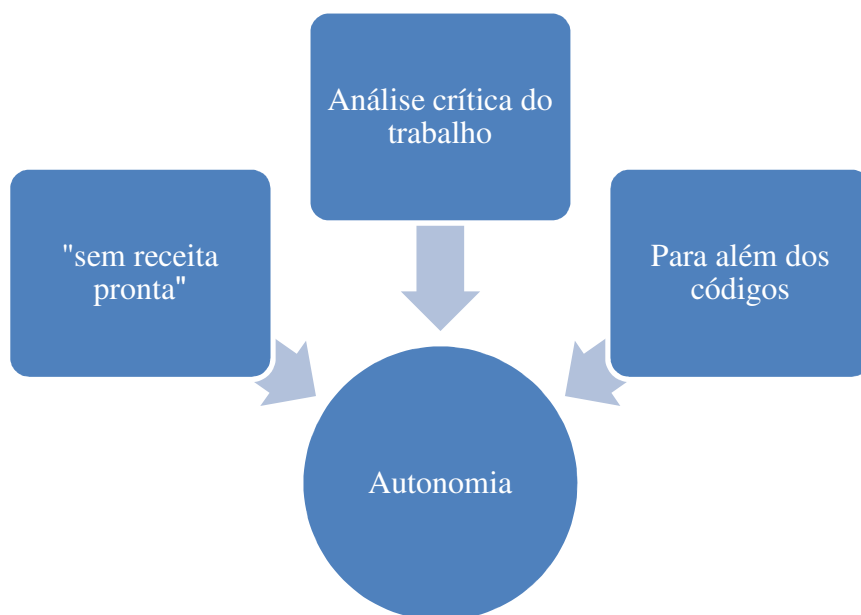 Análise crítica do
trabalho
"sem receita
pronta"
Para além dos
códigos
Autonomia